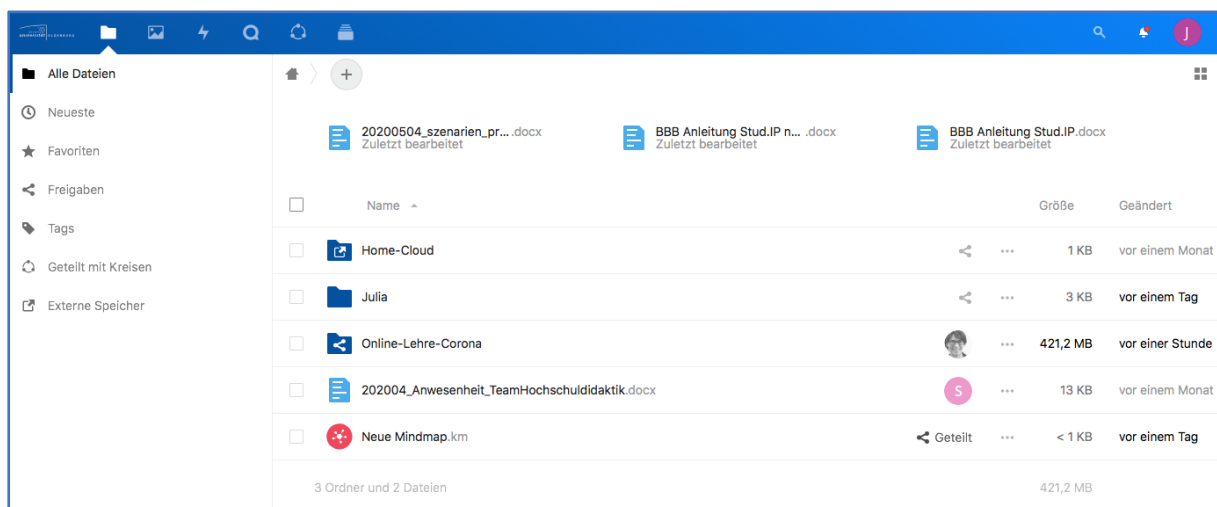 J
Alle Dateien
Neueste
Favoriten
Freigaben
Tags
Geteilt mit Kreisen
Externe Speicher
+
20200504_szenarien_pr... .docx
Zuletzt bearbeitet
BBB Anleitung Stud.IP n... .docx
Zuletzt bearbeitet
BBB Anleitung Stud.IP.docx
Zuletzt bearbeitet
Name Größe Geändert
Home-Cloud ... 1 KB vor einem Monat
Julia ... 3 KB vor einem Tag
Online-Lehre-Corona ... 421,2 MB vor einer Stunde
202004_Anwesenheit_TeamHochschuldidaktik.docx S ... 13 KB vor einem Monat
Neue Mindmap.km Geteilt ... < 1 KB vor einem Tag
3 Ordner und 2 Dateien 421,2 MB